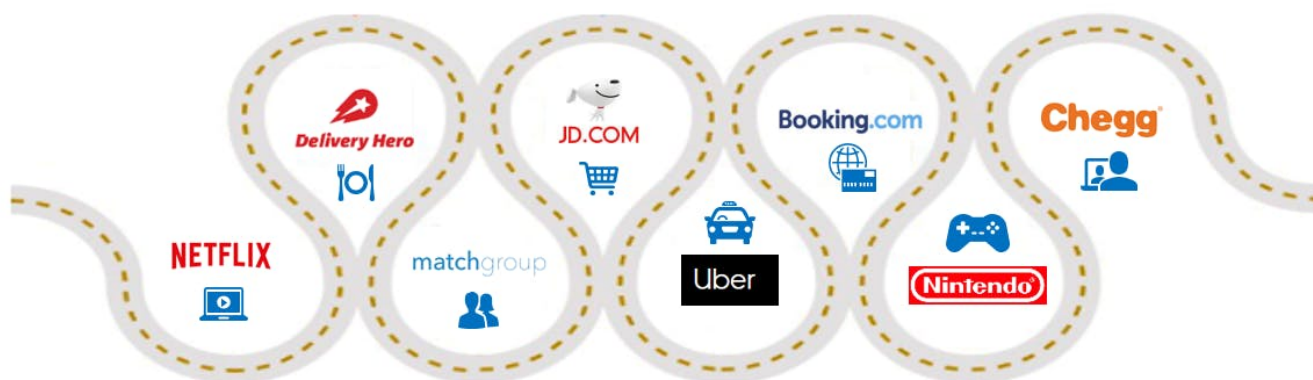 Delivery Hero
JD.COM
Booking.com
Chegg®
NETFLIX
matchgroup
Uber
Nintendo®